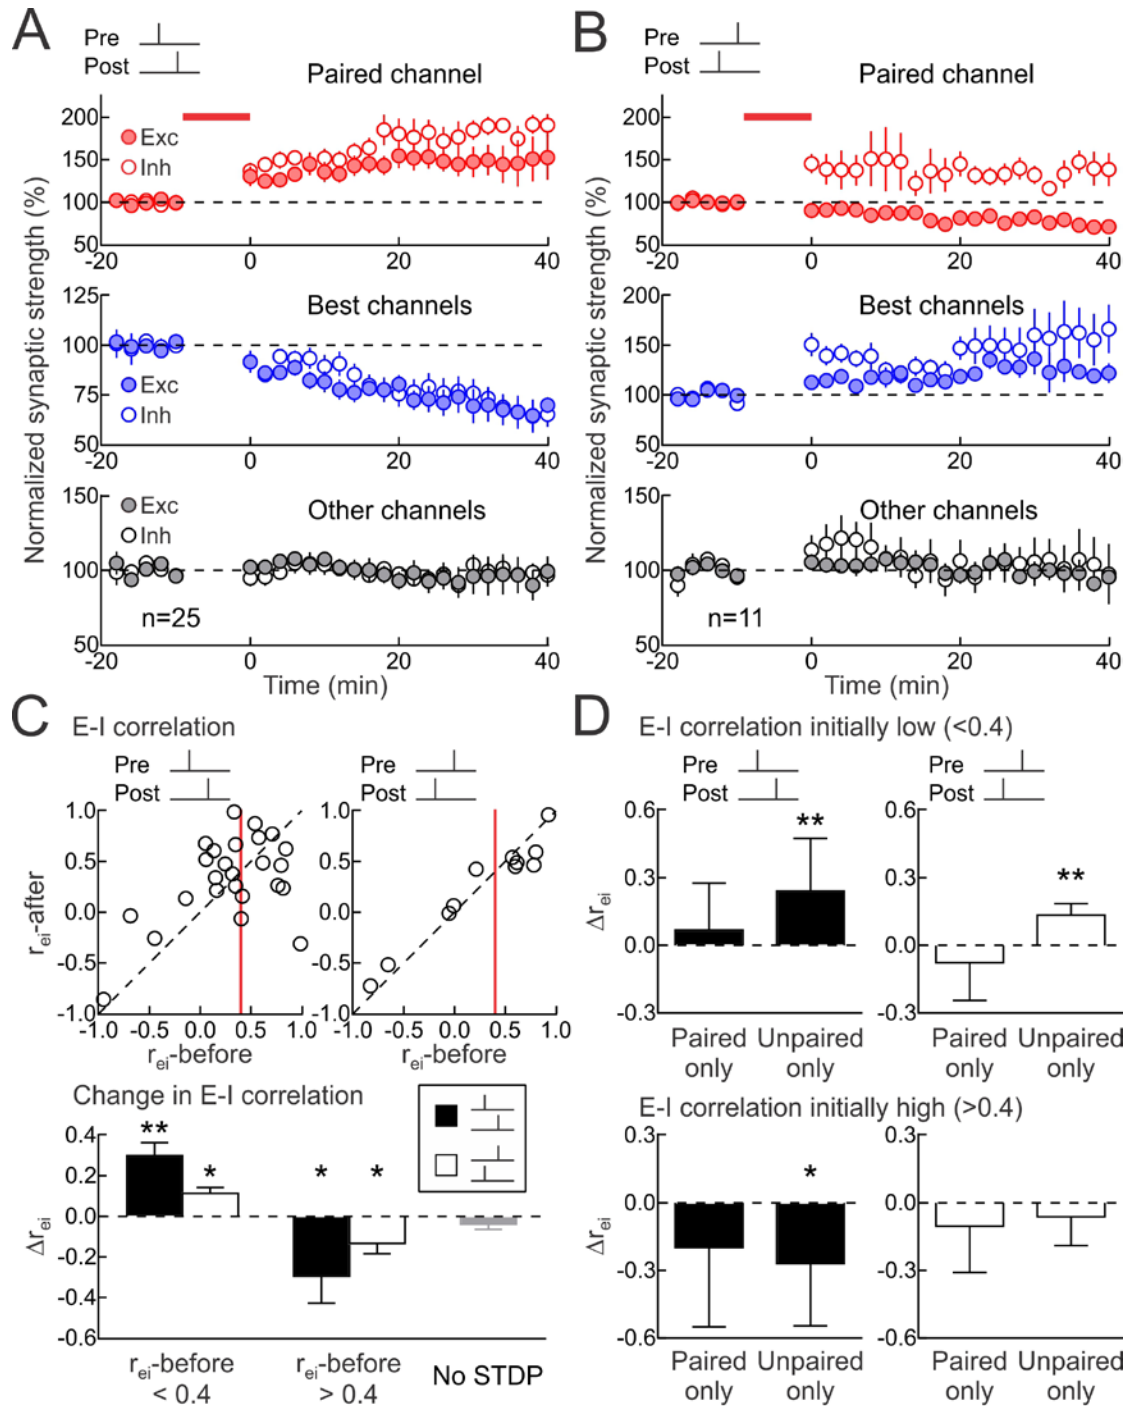 A
Pre
Post
Paired channel
200
150
100
50
Exc
Inh
-20
0
20
40
Normalized synaptic strength (%)
125
100
75
50
Best channels
Exc
Inh
-20
0
20
40
150
100
50
Exc
Inh
Other channels
n=25
-20
0
20
40
Time (min)
B
Pre
Post
Paired channel
200
150
100
50
-20
0
20
40
Normalized synaptic strength (%)
200
150
100
50
Best channels
-20
0
20
40
150
100
50
Other channels
n=11
-20
0
20
40
Time (min)
C
E-I correlation
Pre
Post
1.0
0.5
0.0
-0.5
-1.0
rei-after
-1.0
-0.5
0.0
0.5
1.0
rei-before
Pre
Post
1.0
0.5
0.0
-0.5
-1.0
-1.0
-0.5
0.0
0.5
1.0
rei-before
Change in E-I correlation
0.4
0.2
0.0
-0.2
-0.4
-0.6
Δrei
**
*
*
*
rei-before
< 0.4
rei-before
> 0.4
No STDP
D
E-I correlation initially low (<0.4)
Pre
Post
0.6
0.3
0.0
-0.3
Δrei
**
Paired
only
Unpaired
only
Pre
Post
0.6
0.3
0.0
-0.3
**
Paired
only
Unpaired
only
E-I correlation initially high (>0.4)
0.3
0.0
-0.3
-0.6
Δrei
*
Paired
only
Unpaired
only
0.3
0.0
-0.3
-0.6
Paired
only
Unpaired
only